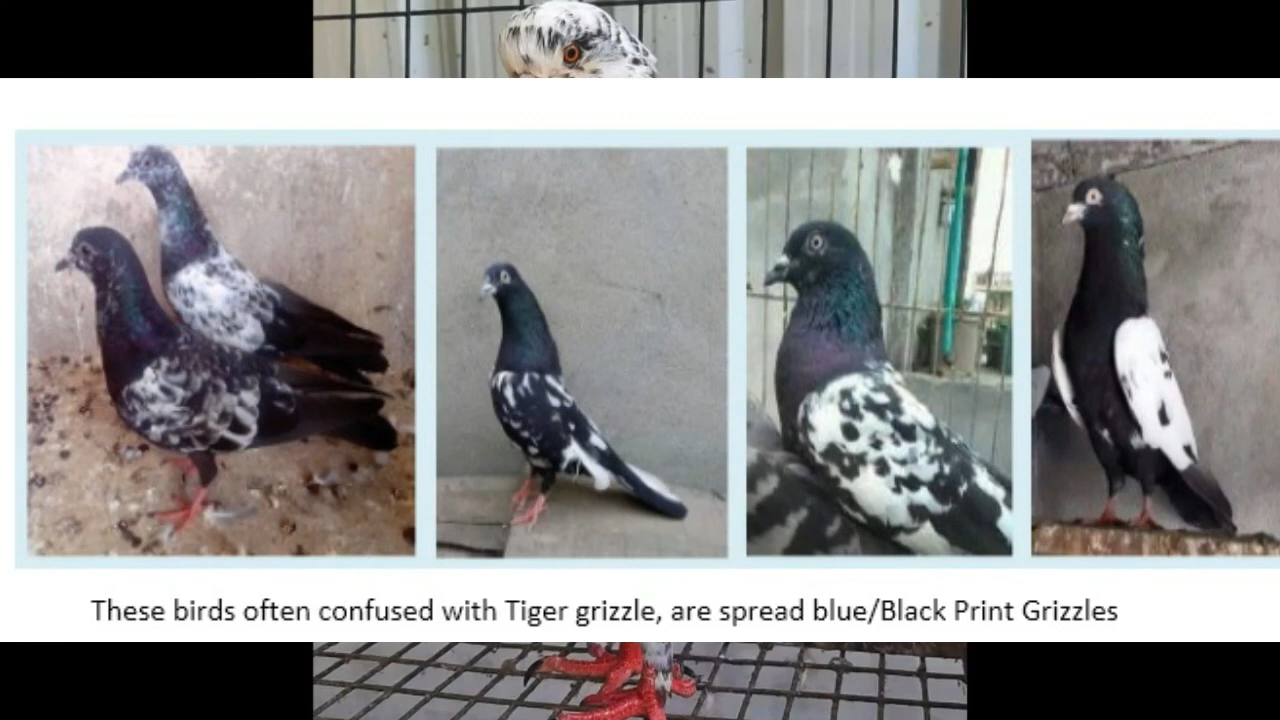 These birds often confused with Tiger grizzle, are spread blue/Black Print Grizzles